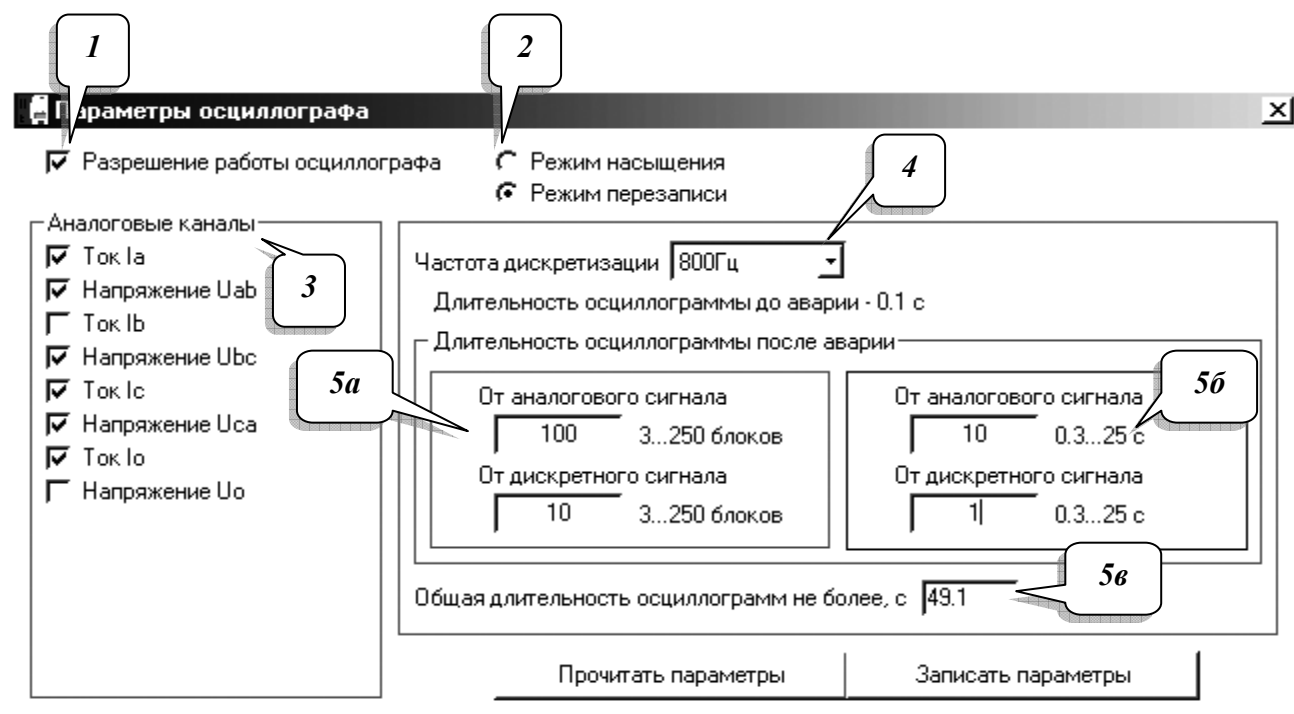 1
2
Параметры осциллографа
Разрешение работы осциллографа
Режим насыщения
Режим перезаписи
4
Аналоговые каналы
Ток Ia
Напряжение Uab
Ток Ib
Напряжение Ubc
Ток Ic
Напряжение Uca
Ток Io
Напряжение Uo
3
Частота дискретизации 800Гц
Длительность осциллограммы до аварии - 0.1 с
Длительность осциллограммы после аварии
5а
От аналогового сигнала
100 3...250 блоков
От дискретного сигнала
10 3...250 блоков
5б
От аналогового сигнала
10 0.3...25 с
От дискретного сигнала
1 0.3...25 с
5в
Общая длительность осциллограмм не более, с 49.1
Прочитать параметры
Записать параметры